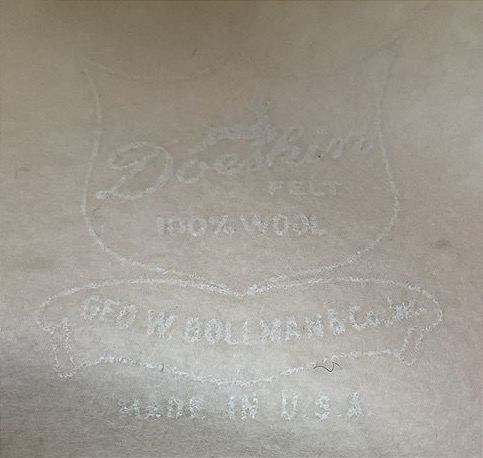 Doeskin
FELT
100% WOOL
GEO. W. BOLLMAN & CO. INC.
MADE IN U.S.A.